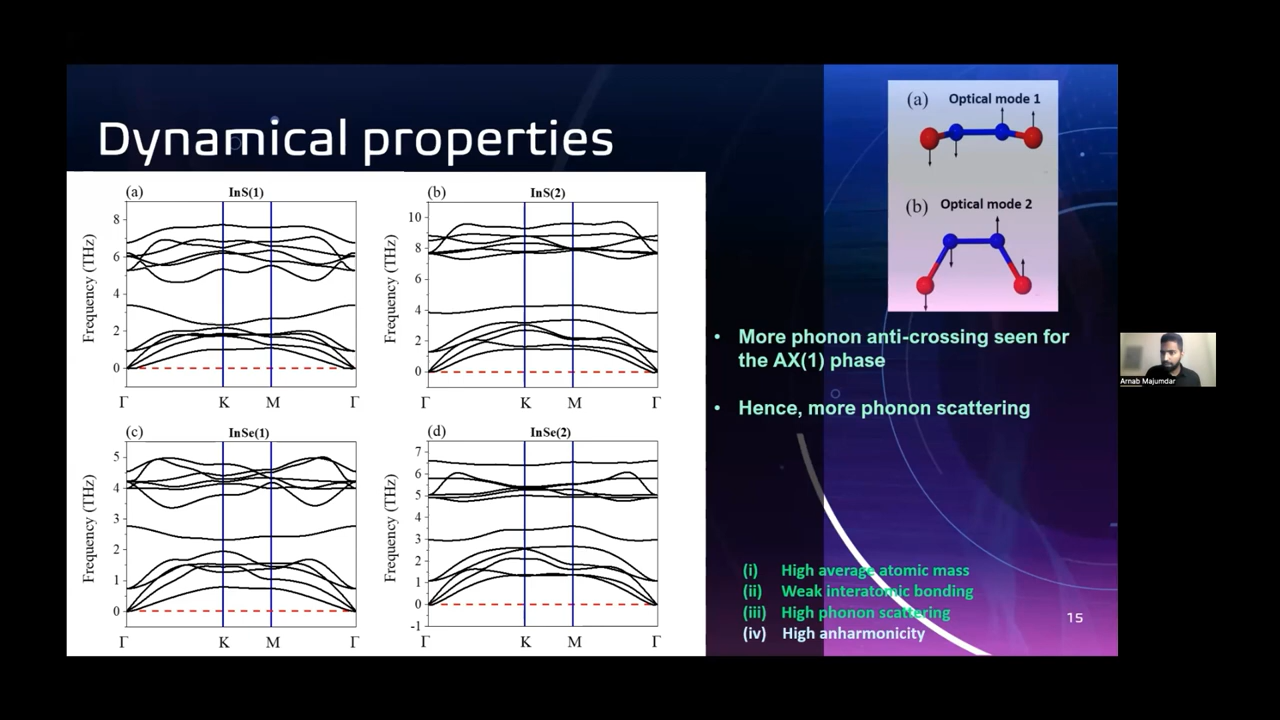 Dynamical properties
(a) InS(1)
Frequency (THz)
8
6
4
2
0
Γ K M Γ
(b) InS(2)
Frequency (THz)
10
8
6
4
2
0
Γ K M Γ
(c) InSe(1)
Frequency (THz)
5
4
3
2
1
0
Γ K M Γ
(d) InSe(2)
Frequency (THz)
7
6
5
4
3
2
1
0
-1
Γ K M Γ
(a) Optical mode 1
(b) Optical mode 2
• More phonon anti-crossing seen for
the AX(1) phase
• Hence, more phonon scattering
(i) High average atomic mass
(ii) Weak interatomic bonding
(iii) High phonon scattering
(iv) High anharmonicity
15
Arnab Majumdar